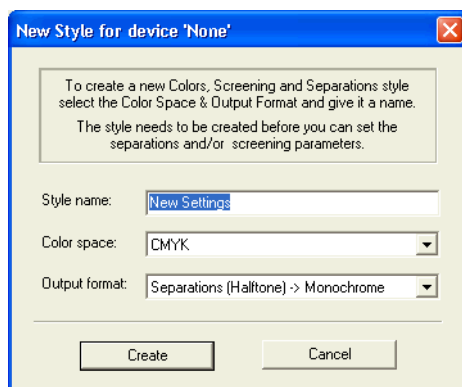 New Style for device 'None'
To create a new Colors, Screening and Separations style
select the Color Space & Output Format and give it a name.
The style needs to be created before you can set the
separations and/or screening parameters.
Style name: New Settings
Color space: CMYK
Output format: Separations (Halftone) -> Monochrome
Create Cancel